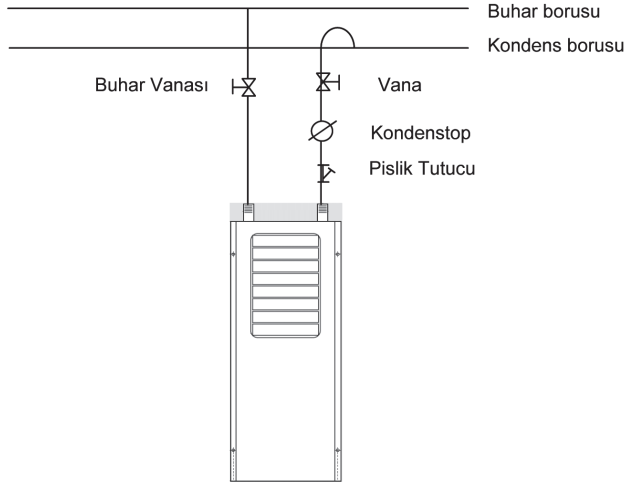 Buhar borusu
Kondens borusu
Buhar Vanası
Vana
Kondenstop
Pislik Tutucu